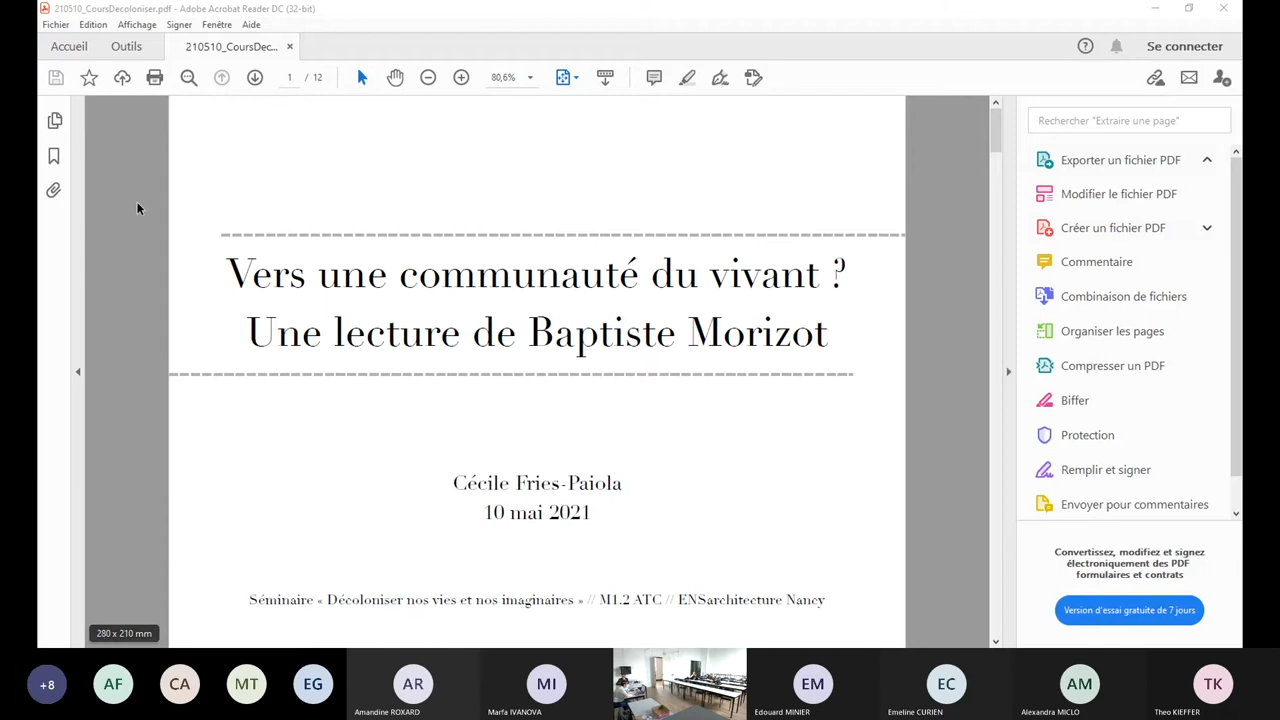 210510_CoursDecoloniser.pdf - Adobe Acrobat Reader DC (32-bit)
Fichier Edition Affichage Signer Fenêtre Aide
Accueil Outils 210510_CoursDec... × Se connecter
1 / 12 80,6%
Rechercher "Extraire une page"
Exporter un fichier PDF
Modifier le fichier PDF
Créer un fichier PDF
Commentaire
Combinaison de fichiers
Organiser les pages
Compresser un PDF
Biffer
Protection
Remplir et signer
Envoyer pour commentaires
Convertissez, modifiez et signez
électroniquement des PDF
formulaires et contrats
Version d'essai gratuite de 7 jours
Vers une communauté du vivant ?
Une lecture de Baptiste Morizot
Cécile Fries-Paiola
10 mai 2021
Séminaire « Décoloniser nos vies et nos imaginaires » // M1.2 ATC // ENSarchitecture Nancy
280 x 210 mm
+8 AF CA MT EG AR MI EM EC AM TK
Amandine ROXARD Marfa IVANOVA Edouard MINIER Emeline CURIEN Alexandra MICLO Theo KIEFFER